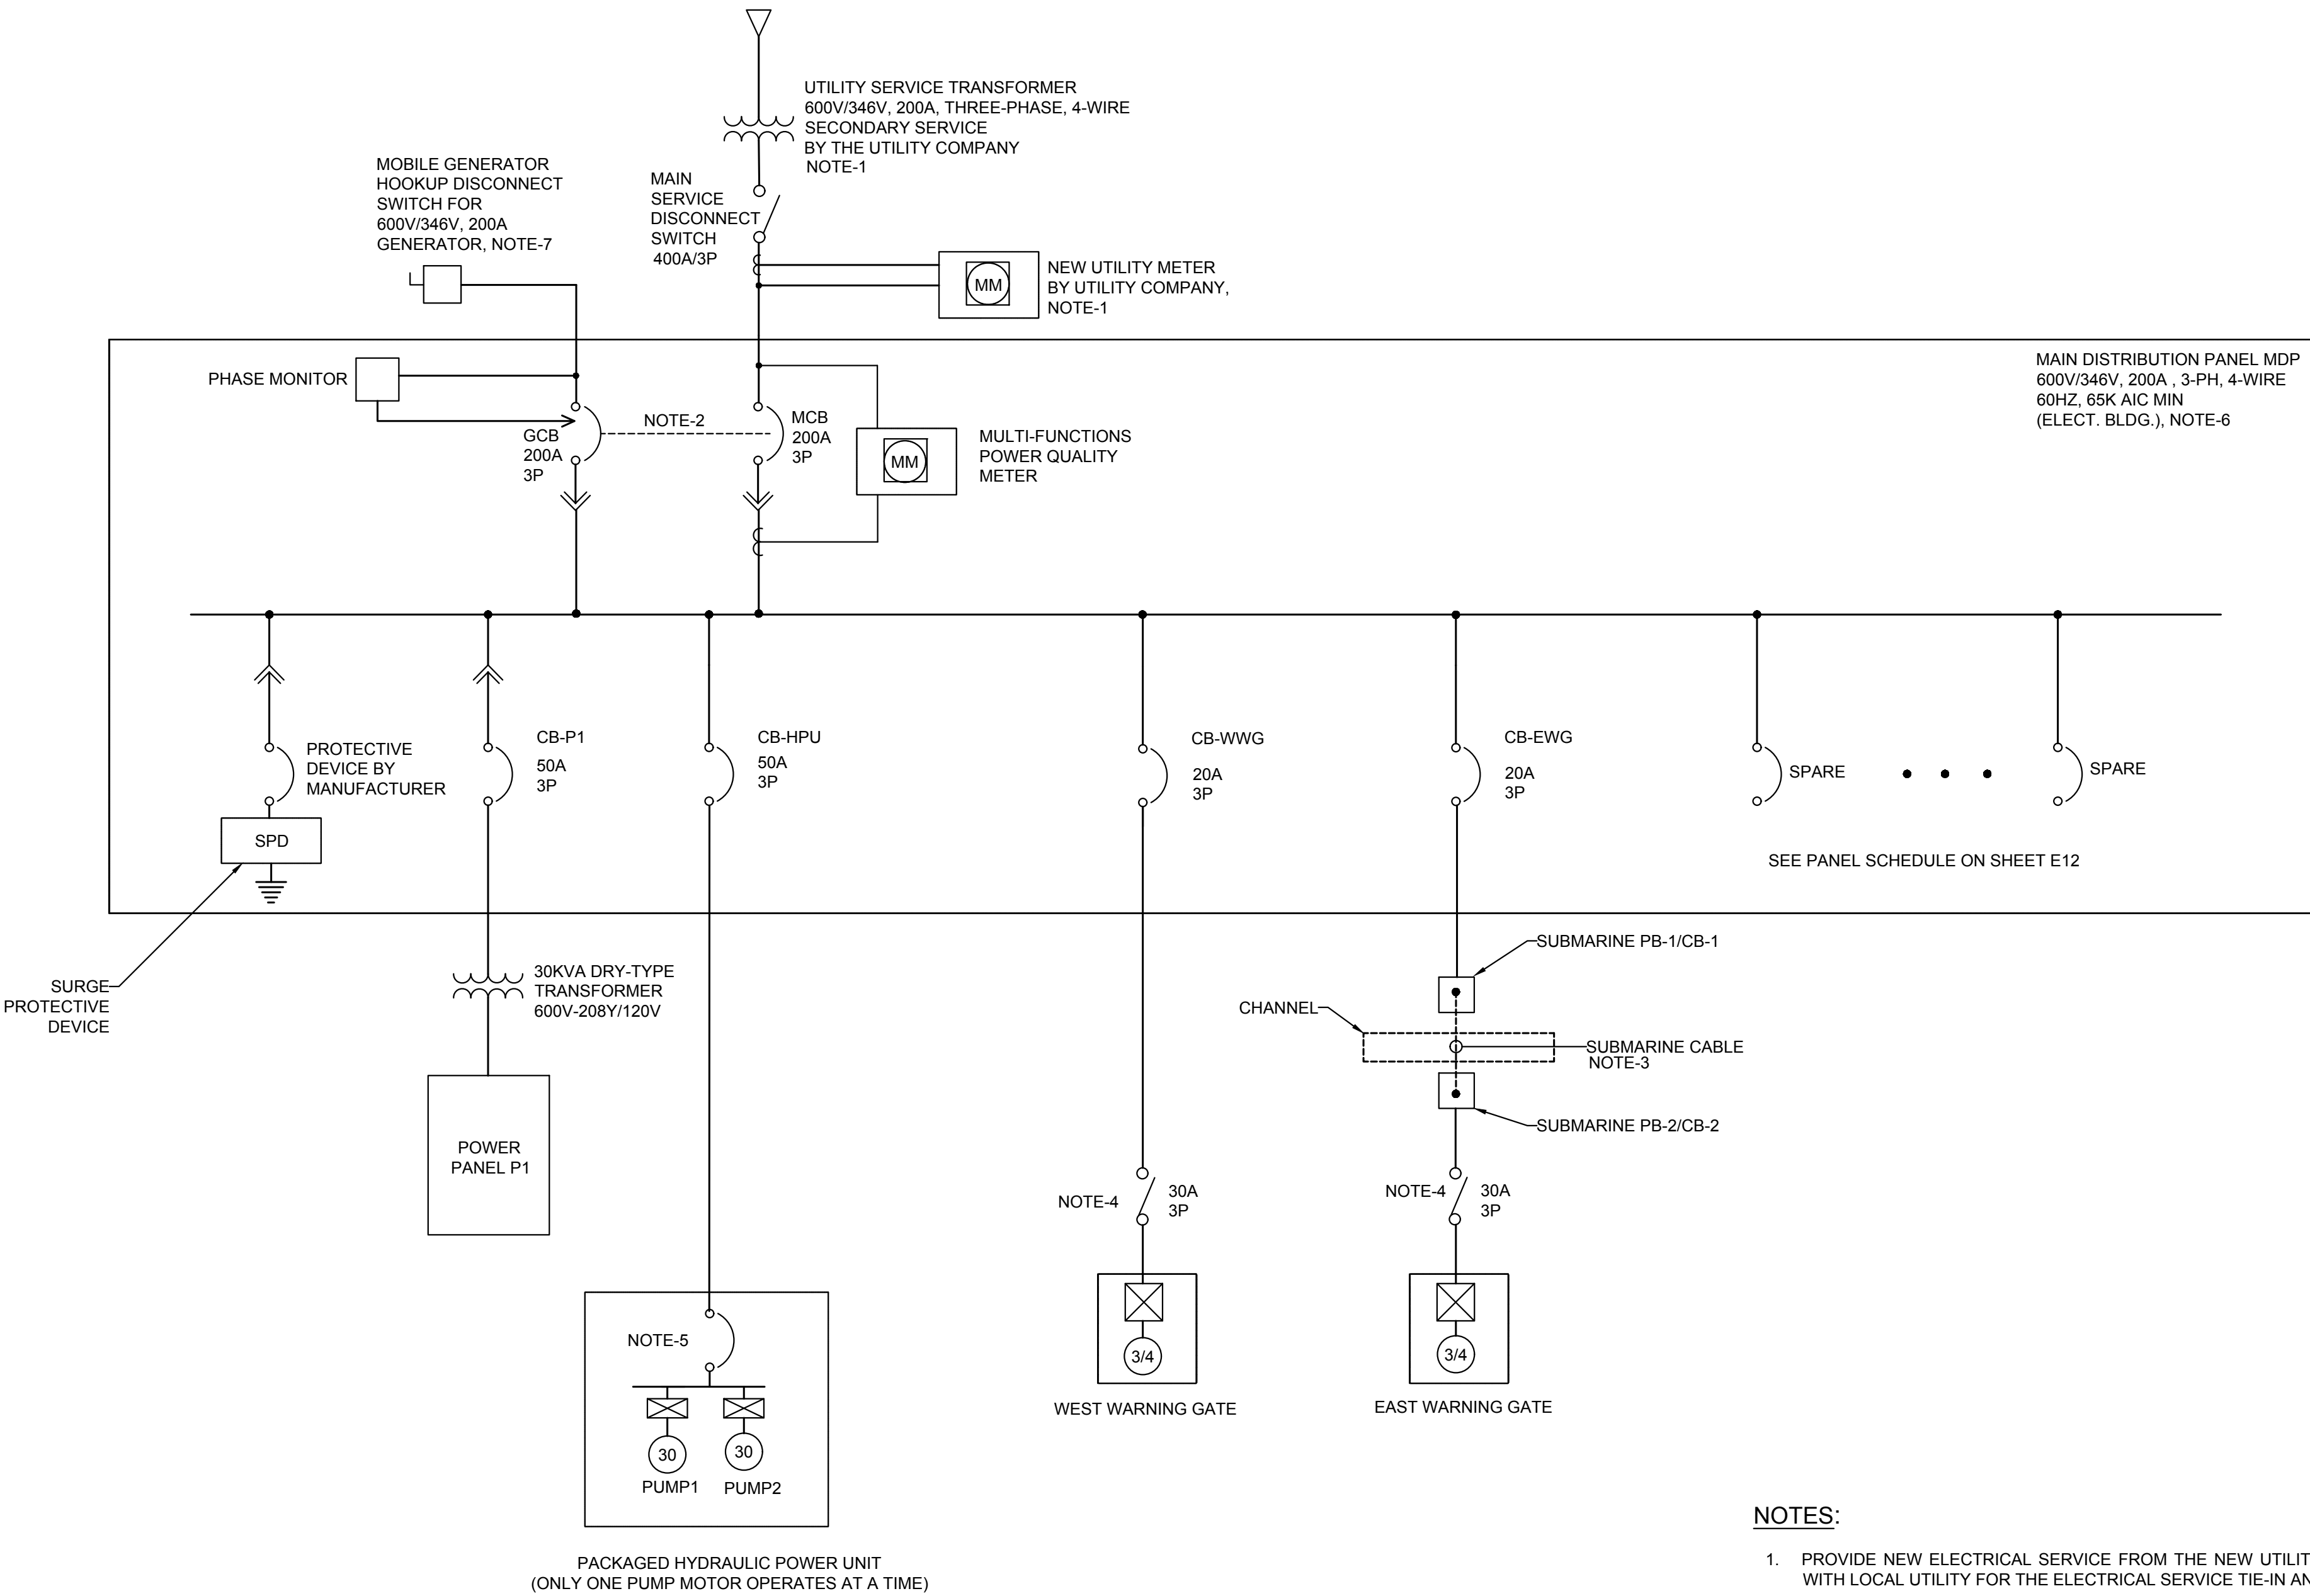 UTILITY SERVICE TRANSFORMER
600V/346V, 200A, THREE-PHASE, 4-WIRE
SECONDARY SERVICE
BY THE UTILITY COMPANY
NOTE-1
MOBILE GENERATOR
HOOKUP DISCONNECT
SWITCH FOR
600V/346V, 200A
GENERATOR, NOTE-7
MAIN
SERVICE
DISCONNECT
SWITCH
400A/3P
MM
NEW UTILITY METER
BY UTILITY COMPANY,
NOTE-1
MAIN DISTRIBUTION PANEL MDP
600V/346V, 200A , 3-PH, 4-WIRE
60HZ, 65K AIC MIN
(ELECT. BLDG.), NOTE-6
PHASE MONITOR
NOTE-2
GCB
200A
3P
MCB
200A
3P
MM
MULTI-FUNCTIONS
POWER QUALITY
METER
PROTECTIVE
DEVICE BY
MANUFACTURER
CB-P1
50A
3P
CB-HPU
50A
3P
CB-WWG
20A
3P
CB-EWG
20A
3P
SPARE
SPARE
SPD
SEE PANEL SCHEDULE ON SHEET E12
SURGE
PROTECTIVE
DEVICE
30KVA DRY-TYPE
TRANSFORMER
600V-208Y/120V
SUBMARINE PB-1/CB-1
CHANNEL
SUBMARINE CABLE
NOTE-3
SUBMARINE PB-2/CB-2
POWER
PANEL P1
NOTE-4
30A
3P
NOTE-4
30A
3P
NOTE-5
3/4
3/4
WEST WARNING GATE
EAST WARNING GATE
30
30
PUMP1
PUMP2
PACKAGED HYDRAULIC POWER UNIT
(ONLY ONE PUMP MOTOR OPERATES AT A TIME)
NOTES:
1. PROVIDE NEW ELECTRICAL SERVICE FROM THE NEW
WITH LOCAL UTILITY FOR THE ELECTRICAL SERVICE TIE-IN